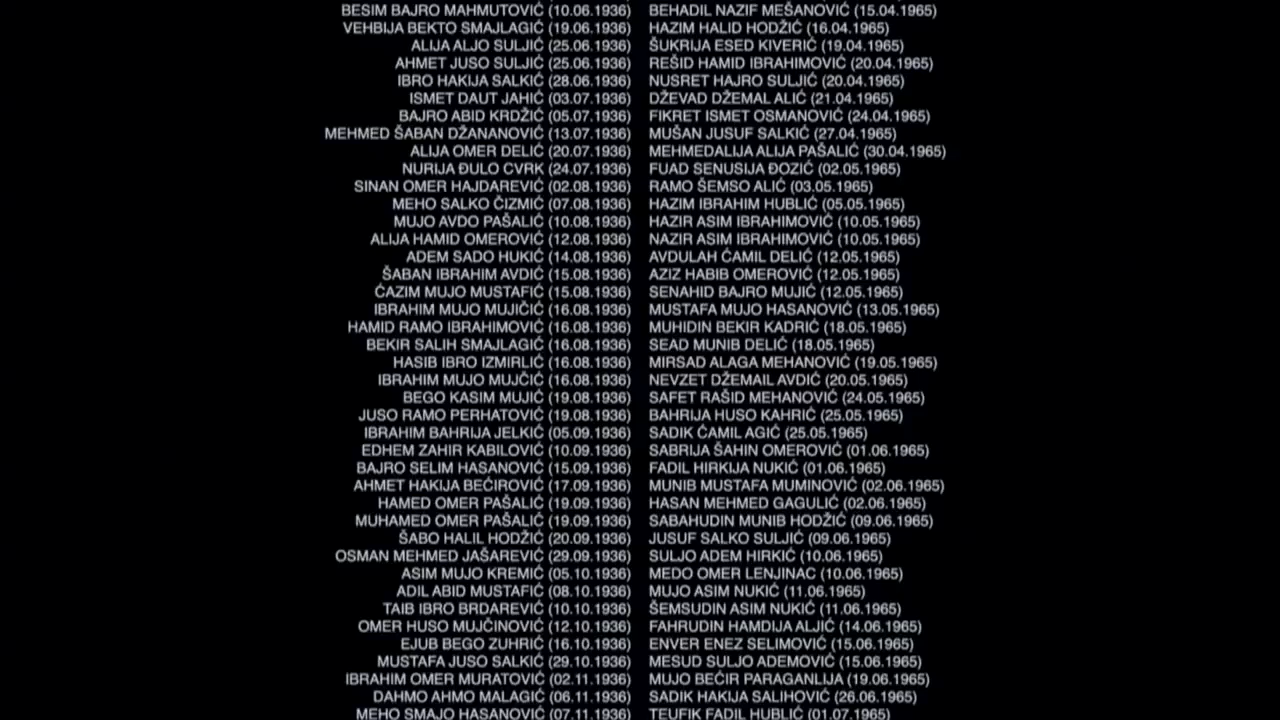 BESIM BAJRO MAHMUTOVIĆ (10.06.1936) BEHADIL NAZIF MEŠANOVIĆ (15.04.1965)
VEHBIJA BEKTO SMAJLAGIĆ (19.06.1936) HAZIM HALID HODŽIĆ (16.04.1965)
ALIJA ALJO SULJIĆ (25.06.1936) ŠUKRIJA ESED KIVERIĆ (19.04.1965)
AHMET JUSO SULJIĆ (25.06.1936) REŠID HAMID IBRAHIMOVIĆ (20.04.1965)
IBRO HAKIJA SALKIĆ (28.06.1936) NUSRET HAJRO SULJIĆ (20.04.1965)
ISMET DAUT JAHIĆ (03.07.1936) DŽEVAD DŽEMAL ALIĆ (21.04.1965)
BAJRO ABID KRDŽIĆ (05.07.1936) FIKRET ISMET OSMANOVIĆ (24.04.1965)
MEHMED ŠABAN DŽANANOVIĆ (13.07.1936) MUŠAN JUSUF SALKIĆ (27.04.1965)
ALIJA OMER DELIĆ (20.07.1936) MEHMEDALIJA ALIJA PAŠALIĆ (30.04.1965)
NURIJA ĐULO CVRK (24.07.1936) FUAD SENUSIJA ĐOZIĆ (02.05.1965)
SINAN OMER HAJDAREVIĆ (02.08.1936) RAMO ŠEMSO ALIĆ (03.05.1965)
MEHO SALKO ČIZMIĆ (07.08.1936) HAZIM IBRAHIM HUBLIĆ (05.05.1965)
MUJO AVDO PAŠALIĆ (10.08.1936) HAZIR ASIM IBRAHIMOVIĆ (10.05.1965)
ALIJA HAMID OMEROVIĆ (12.08.1936) NAZIR ASIM IBRAHIMOVIĆ (10.05.1965)
ADEM SADO HUKIĆ (14.08.1936) AVDULAH ĆAMIL DELIĆ (12.05.1965)
ŠABAN IBRAHIM AVDIĆ (15.08.1936) AZIZ HABIB OMEROVIĆ (12.05.1965)
ĆAZIM MUJO MUSTAFIĆ (15.08.1936) SENAHID BAJRO MUJIĆ (12.05.1965)
IBRAHIM MUJO MUJIČIĆ (16.08.1936) MUSTAFA MUJO HASANOVIĆ (13.05.1965)
HAMID RAMO IBRAHIMOVIĆ (16.08.1936) MUHIDIN BEKIR KADRIĆ (18.05.1965)
BEKIR SALIH SMAJLAGIĆ (16.08.1936) SEAD MUNIB DELIĆ (18.05.1965)
HASIB IBRO IZMIRLIĆ (16.08.1936) MIRSAD ALAGA MEHANOVIĆ (19.05.1965)
IBRAHIM MUJO MUJČIĆ (16.08.1936) NEVZET DŽEMAIL AVDIĆ (20.05.1965)
BEGO KASIM MUJIĆ (19.08.1936) SAFET RAŠID MEHANOVIĆ (24.05.1965)
JUSO RAMO PERHATOVIĆ (19.08.1936) BAHRIJA HUSO KAHRIĆ (25.05.1965)
IBRAHIM BAHRIJA JELKIĆ (05.09.1936) SADIK ĆAMIL AGIĆ (25.05.1965)
EDHEM ZAHIR KABILOVIĆ (10.09.1936) SABRIJA ŠAHIN OMEROVIĆ (01.06.1965)
BAJRO SELIM HASANOVIĆ (15.09.1936) FADIL HIRKIJA NUKIĆ (01.06.1965)
AHMET HAKIJA BEĆIROVIĆ (17.09.1936) MUNIB MUSTAFA MUMINOVIĆ (02.06.1965)
HAMED OMER PAŠALIĆ (19.09.1936) HASAN MEHMED GAGULIĆ (02.06.1965)
MUHAMED OMER PAŠALIĆ (19.09.1936) SABAHUDIN MUNIB HODŽIĆ (09.06.1965)
ŠABO HALIL HODŽIĆ (20.09.1936) JUSUF SALKO SULJIĆ (09.06.1965)
OSMAN MEHMED JAŠAREVIĆ (29.09.1936) SULJO ADEM HIRKIĆ (10.06.1965)
ASIM MUJO KREMIĆ (05.10.1936) MEDO OMER LENJINAC (10.06.1965)
ADIL ABID MUSTAFIĆ (08.10.1936) MUJO ASIM NUKIĆ (11.06.1965)
TAIB IBRO BRDAREVIĆ (10.10.1936) ŠEMSUDIN ASIM NUKIĆ (11.06.1965)
OMER HUSO MUJČINOVIĆ (12.10.1936) FAHRUDIN HAMDIJA ALJIĆ (14.06.1965)
EJUB BEGO ZUHRIĆ (16.10.1936) ENVER ENEZ SELIMOVIĆ (15.06.1965)
MUSTAFA JUSO SALKIĆ (29.10.1936) MESUD SULJO ADEMOVIĆ (15.06.1965)
IBRAHIM OMER MURATOVIĆ (02.11.1936) MUJO BEĆIR PARAGANLIJA (19.06.1965)
DAHMO AHMO MALAGIĆ (06.11.1936) SADIK HAKIJA SALIHOVIĆ (26.06.1965)
MEHO SMAJO HASANOVIĆ (07.11.1936) TEUFIK FADIL HUBLIĆ (01.07.1965)